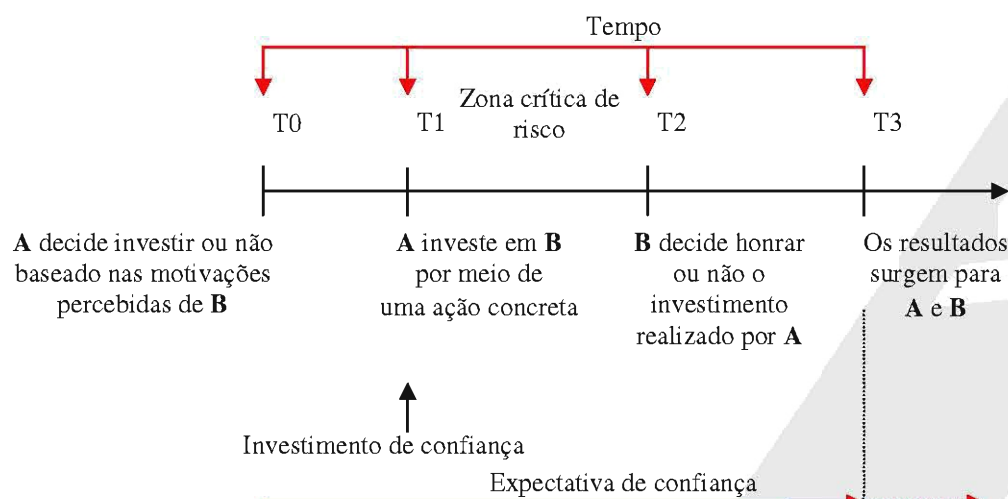 Tempo
Zona crítica de
risco
T0
T1
T2
T3
A decide investir ou não
baseado nas motivações
percebidas de B
A investe em B
por meio de
uma ação concreta
B decide honrar
ou não o
investimento
realizado por A
Os resultados
surgem para
A e B
Investimento de confiança
Expectativa de confiança